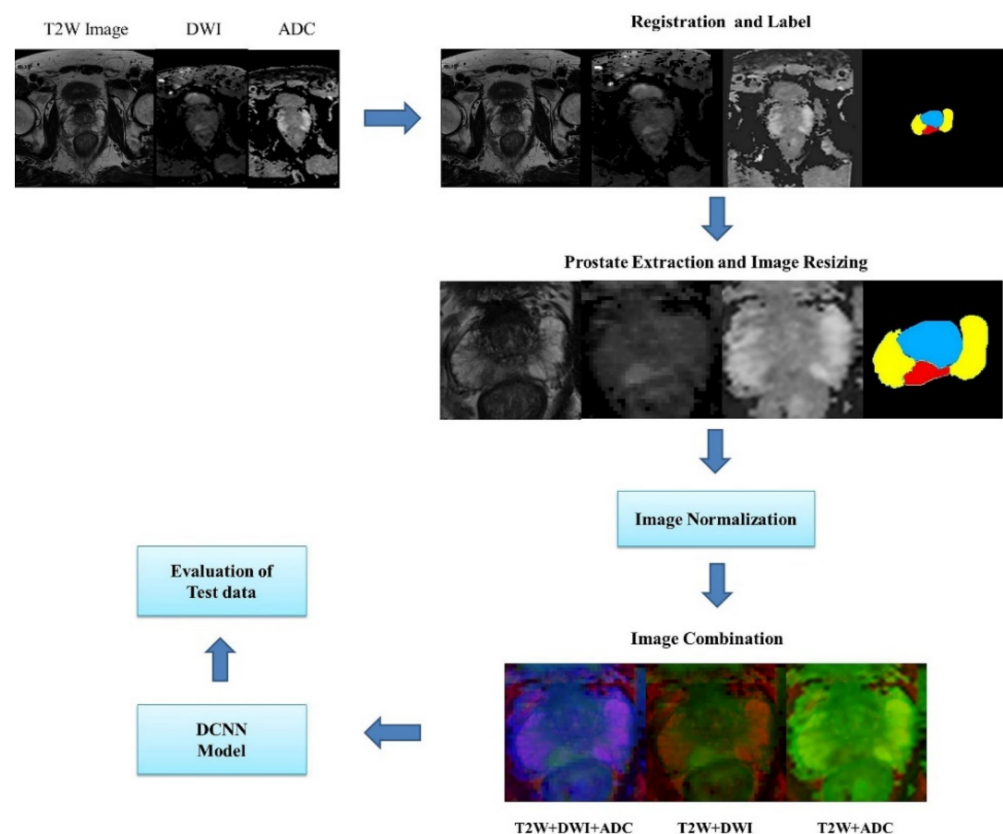 T2W Image DWI ADC
Registration and Label
Prostate Extraction and Image Resizing
Image Normalization
Image Combination
T2W+DWI+ADC T2W+DWI T2W+ADC
DCNN
Model
Evaluation of
Test data